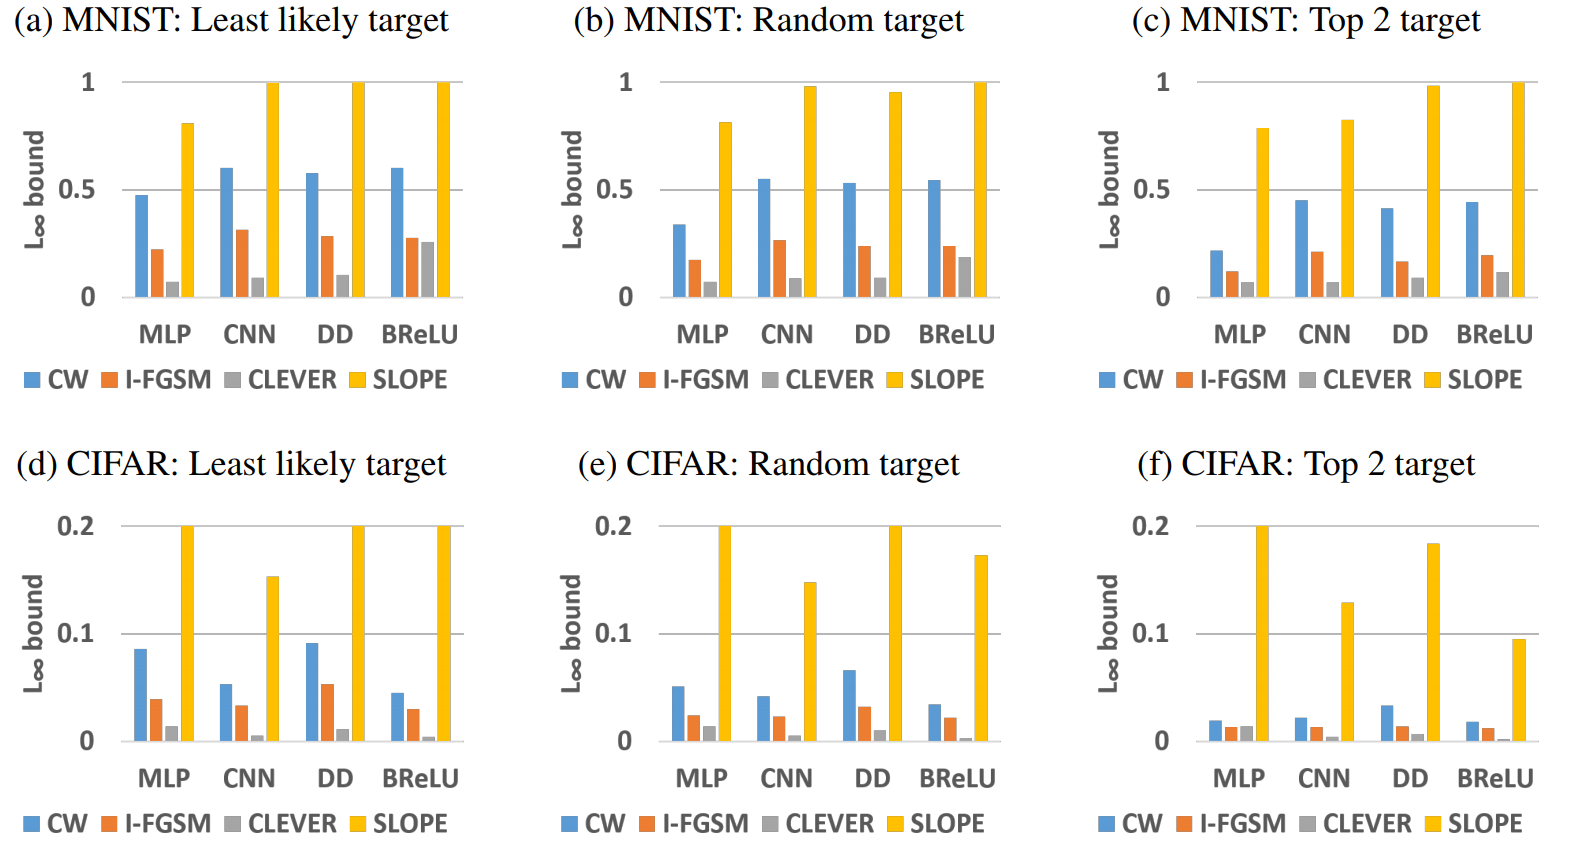 (a) MNIST: Least likely target
1
0.5
0
L∞ bound
MLP CNN DD BReLU
CW I-FGSM CLEVER SLOPE
(b) MNIST: Random target
1
0.5
0
L∞ bound
MLP CNN DD BReLU
CW I-FGSM CLEVER SLOPE
(c) MNIST: Top 2 target
1
0.5
0
L∞ bound
MLP CNN DD BReLU
CW I-FGSM CLEVER SLOPE
(d) CIFAR: Least likely target
0.2
0.1
0
L∞ bound
MLP CNN DD BReLU
CW I-FGSM CLEVER SLOPE
(e) CIFAR: Random target
0.2
0.1
0
L∞ bound
MLP CNN DD BReLU
CW I-FGSM CLEVER SLOPE
(f) CIFAR: Top 2 target
0.2
0.1
0
L∞ bound
MLP CNN DD BReLU
CW I-FGSM CLEVER SLOPE